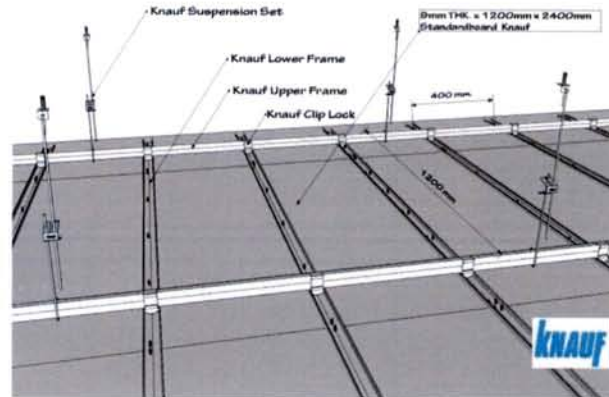 Knauf Suspension Set
9mm THK. = 1200mm x 2400mm
Standardboard Knauf
Knauf Lower Frame
Knauf Upper Frame
400 mm
Knauf Clip Lock
1200 mm
KNAUF